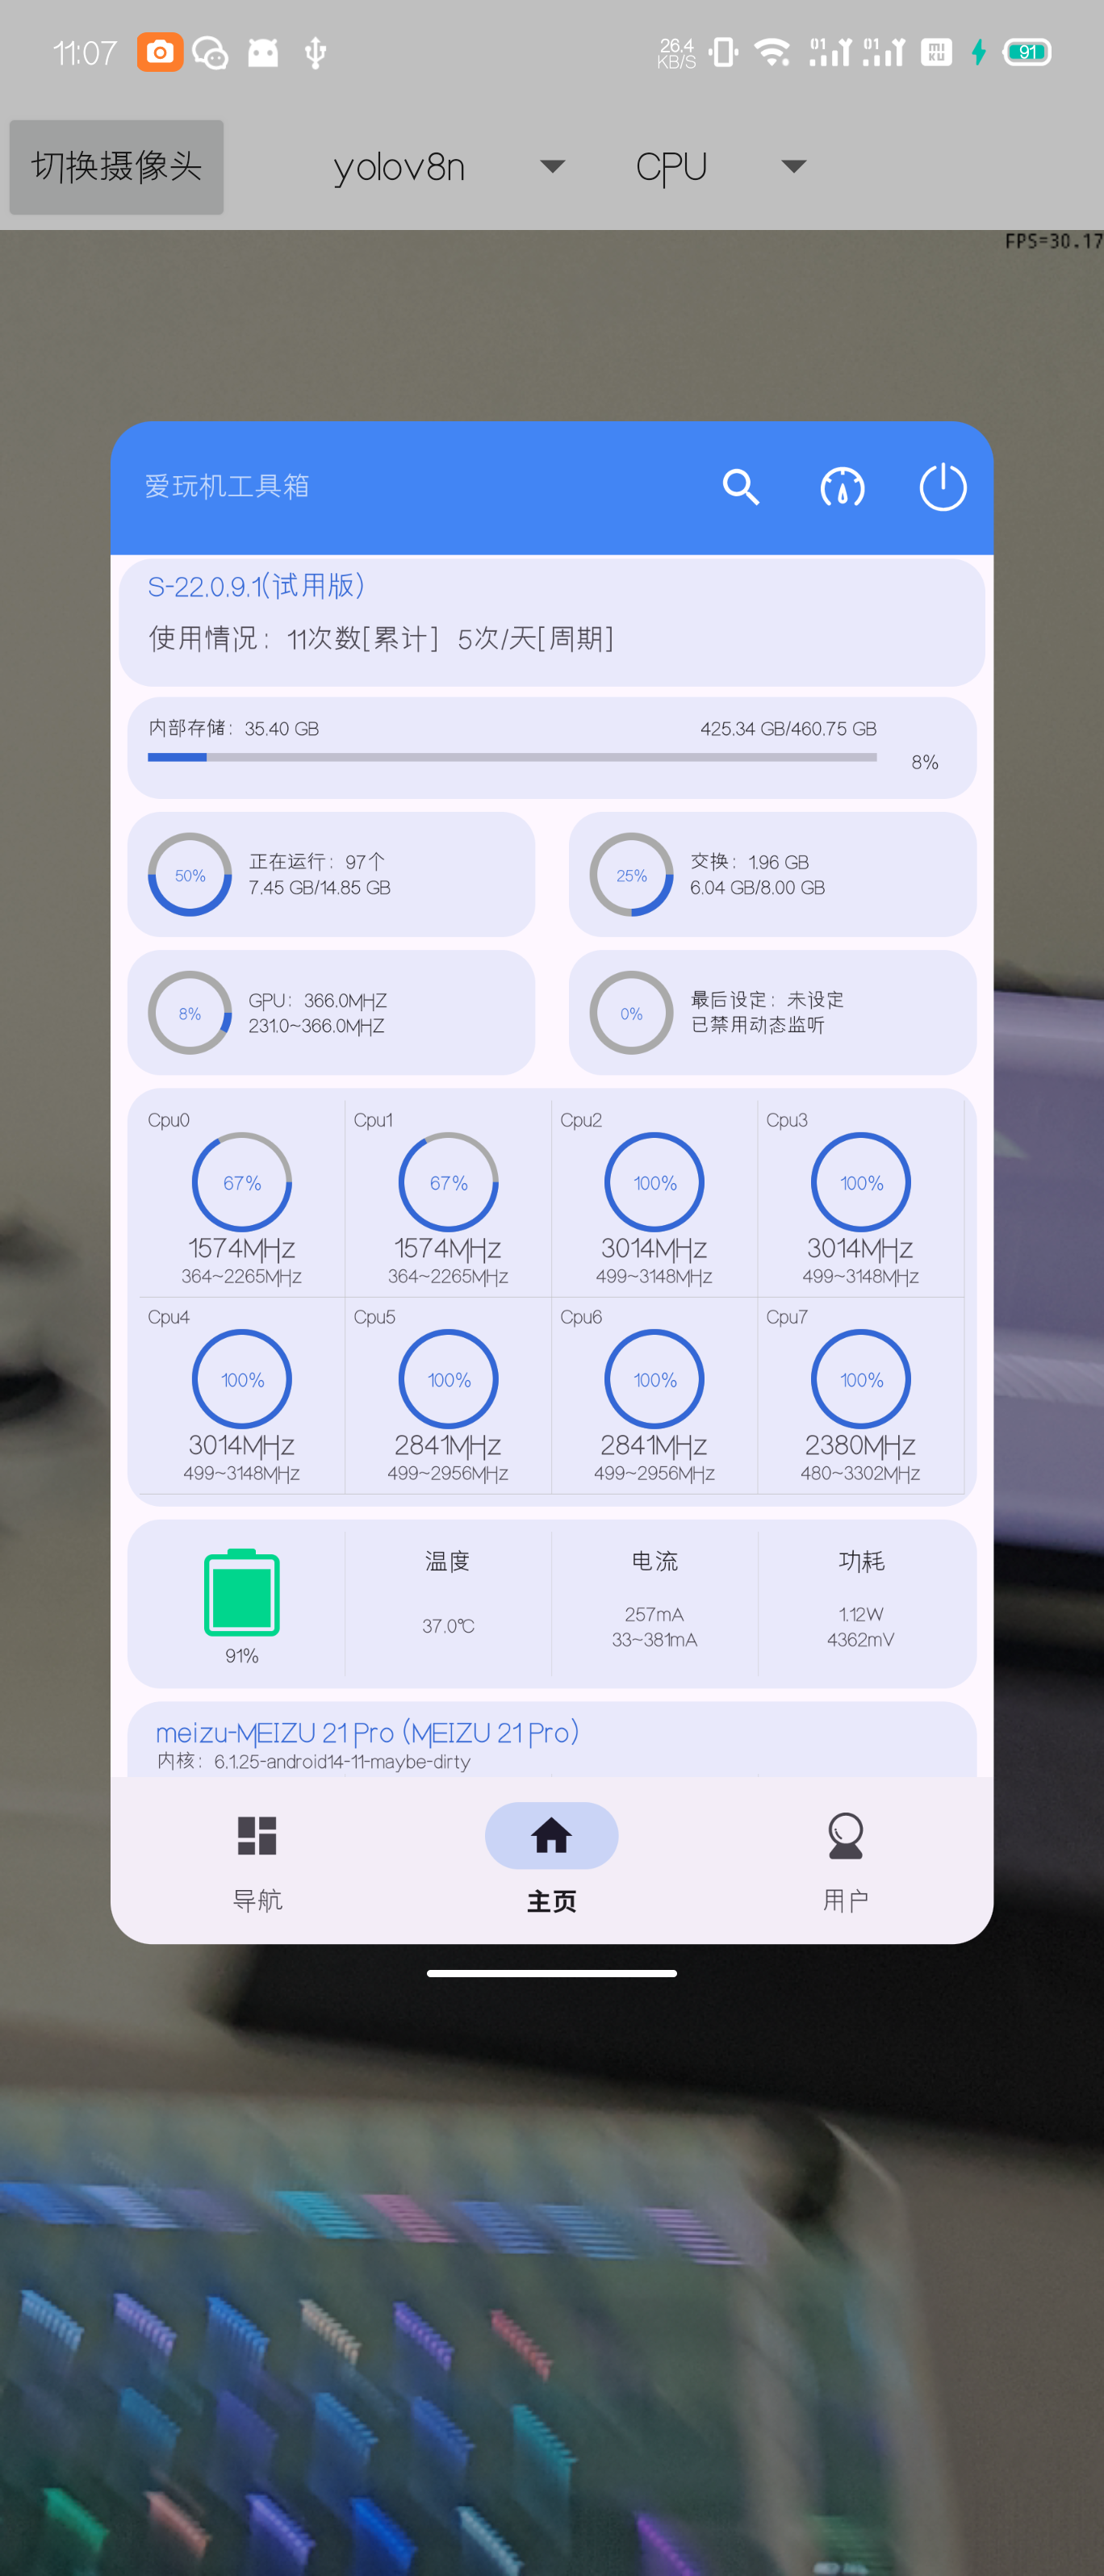 11:07
26.4
KB/S
91
切换摄像头
yolov8n
CPU
FPS=30.17
爱玩机工具箱
S-22.0.9.1(试用版)
使用情况：11次数[累计] 5次/天[周期]
内部存储：35.40 GB
425.34 GB/460.75 GB
8%
50%
正在运行：97个
7.45 GB/14.85 GB
25%
交换：1.96 GB
6.04 GB/8.00 GB
8%
GPU：366.0MHZ
231.0~366.0MHZ
0%
最后设定：未设定
已禁用动态监听
Cpu0
67%
1574MHz
364~2265MHz
Cpu1
67%
1574MHz
364~2265MHz
Cpu2
100%
3014MHz
499~3148MHz
Cpu3
100%
3014MHz
499~3148MHz
Cpu4
100%
3014MHz
499~3148MHz
Cpu5
100%
2841MHz
499~2956MHz
Cpu6
100%
2841MHz
499~2956MHz
Cpu7
100%
2380MHz
480~3302MHz
91%
温度
37.0℃
电流
257mA
33~381mA
功耗
1.12W
4362mV
meizu-MEIZU 21 Pro (MEIZU 21 Pro)
内核：6.1.25-android14-11-maybe-dirty
导航
主页
用户